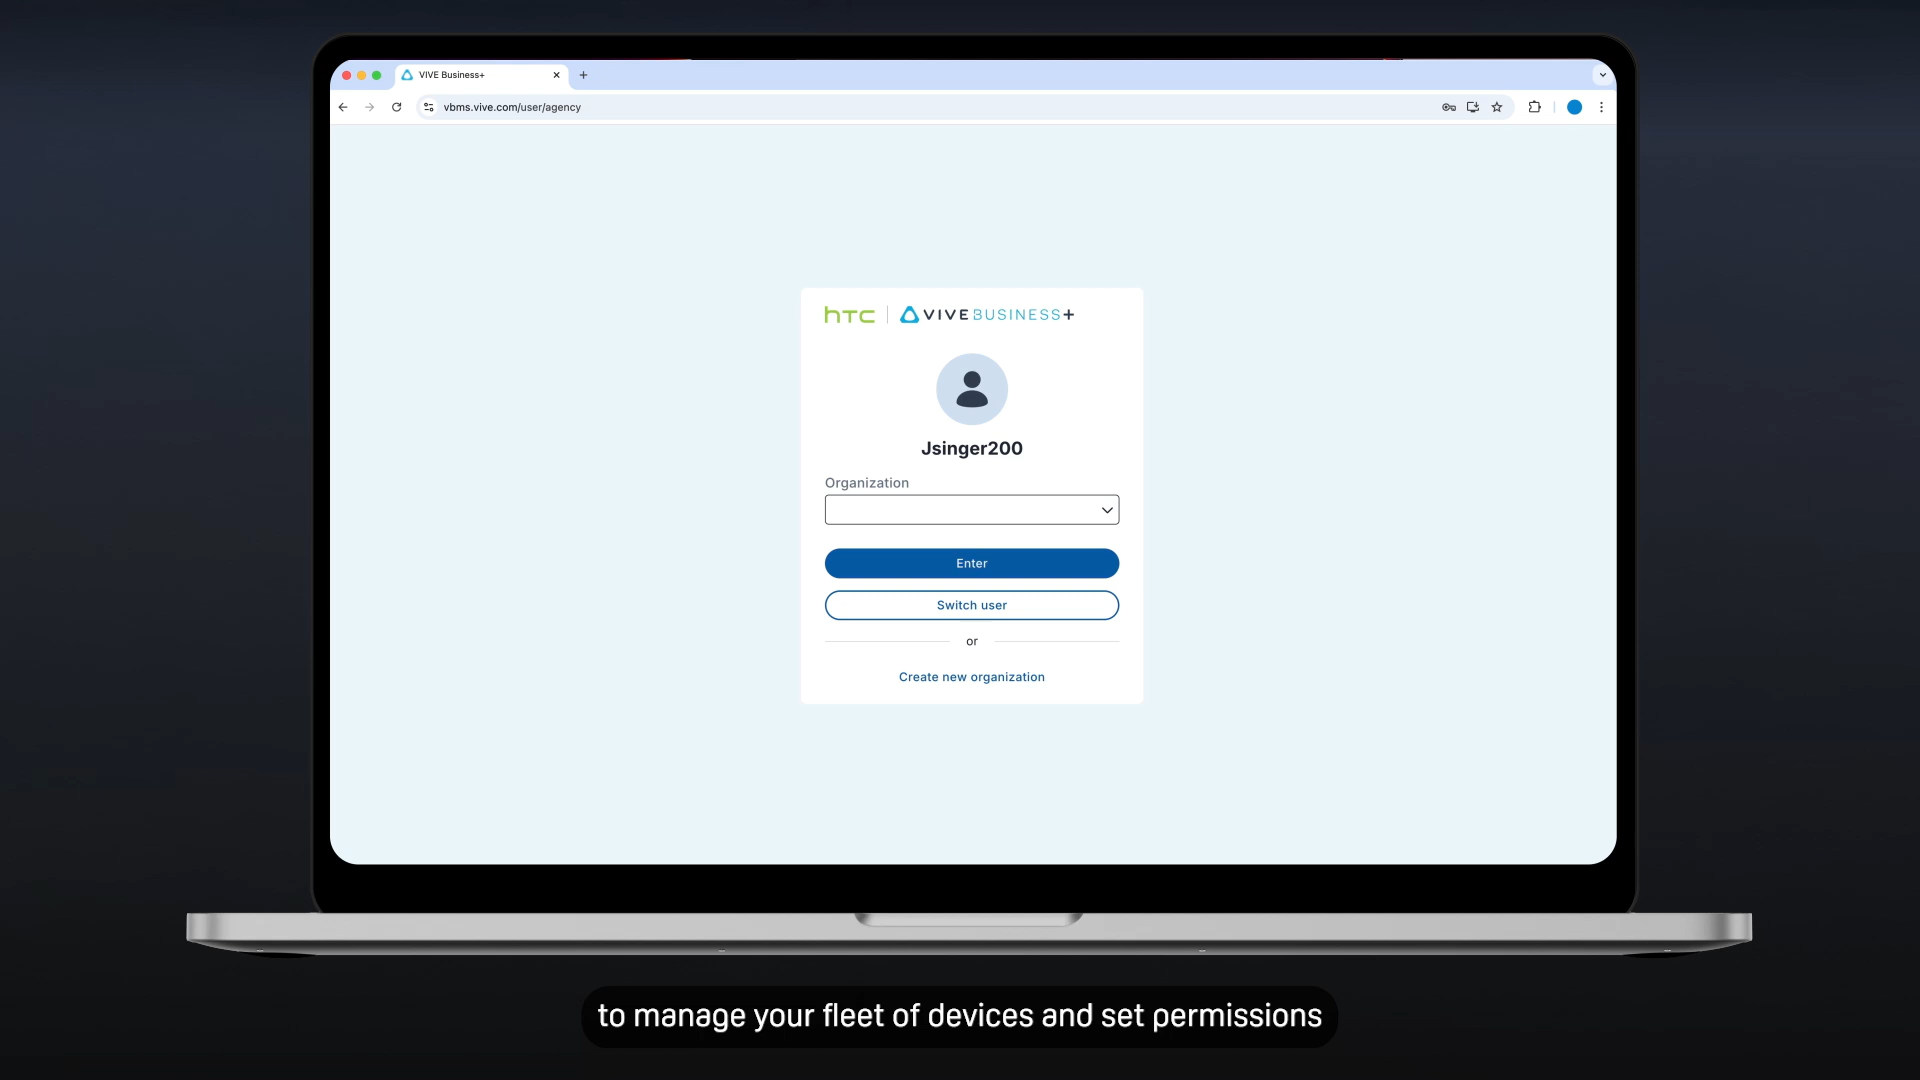 VIVE Business+
vbms.vive.com/user/agency
hTC | VIVE BUSINESS+
Jsinger200
Organization
Enter
Switch user
or
Create new organization
to manage your fleet of devices and set permissions